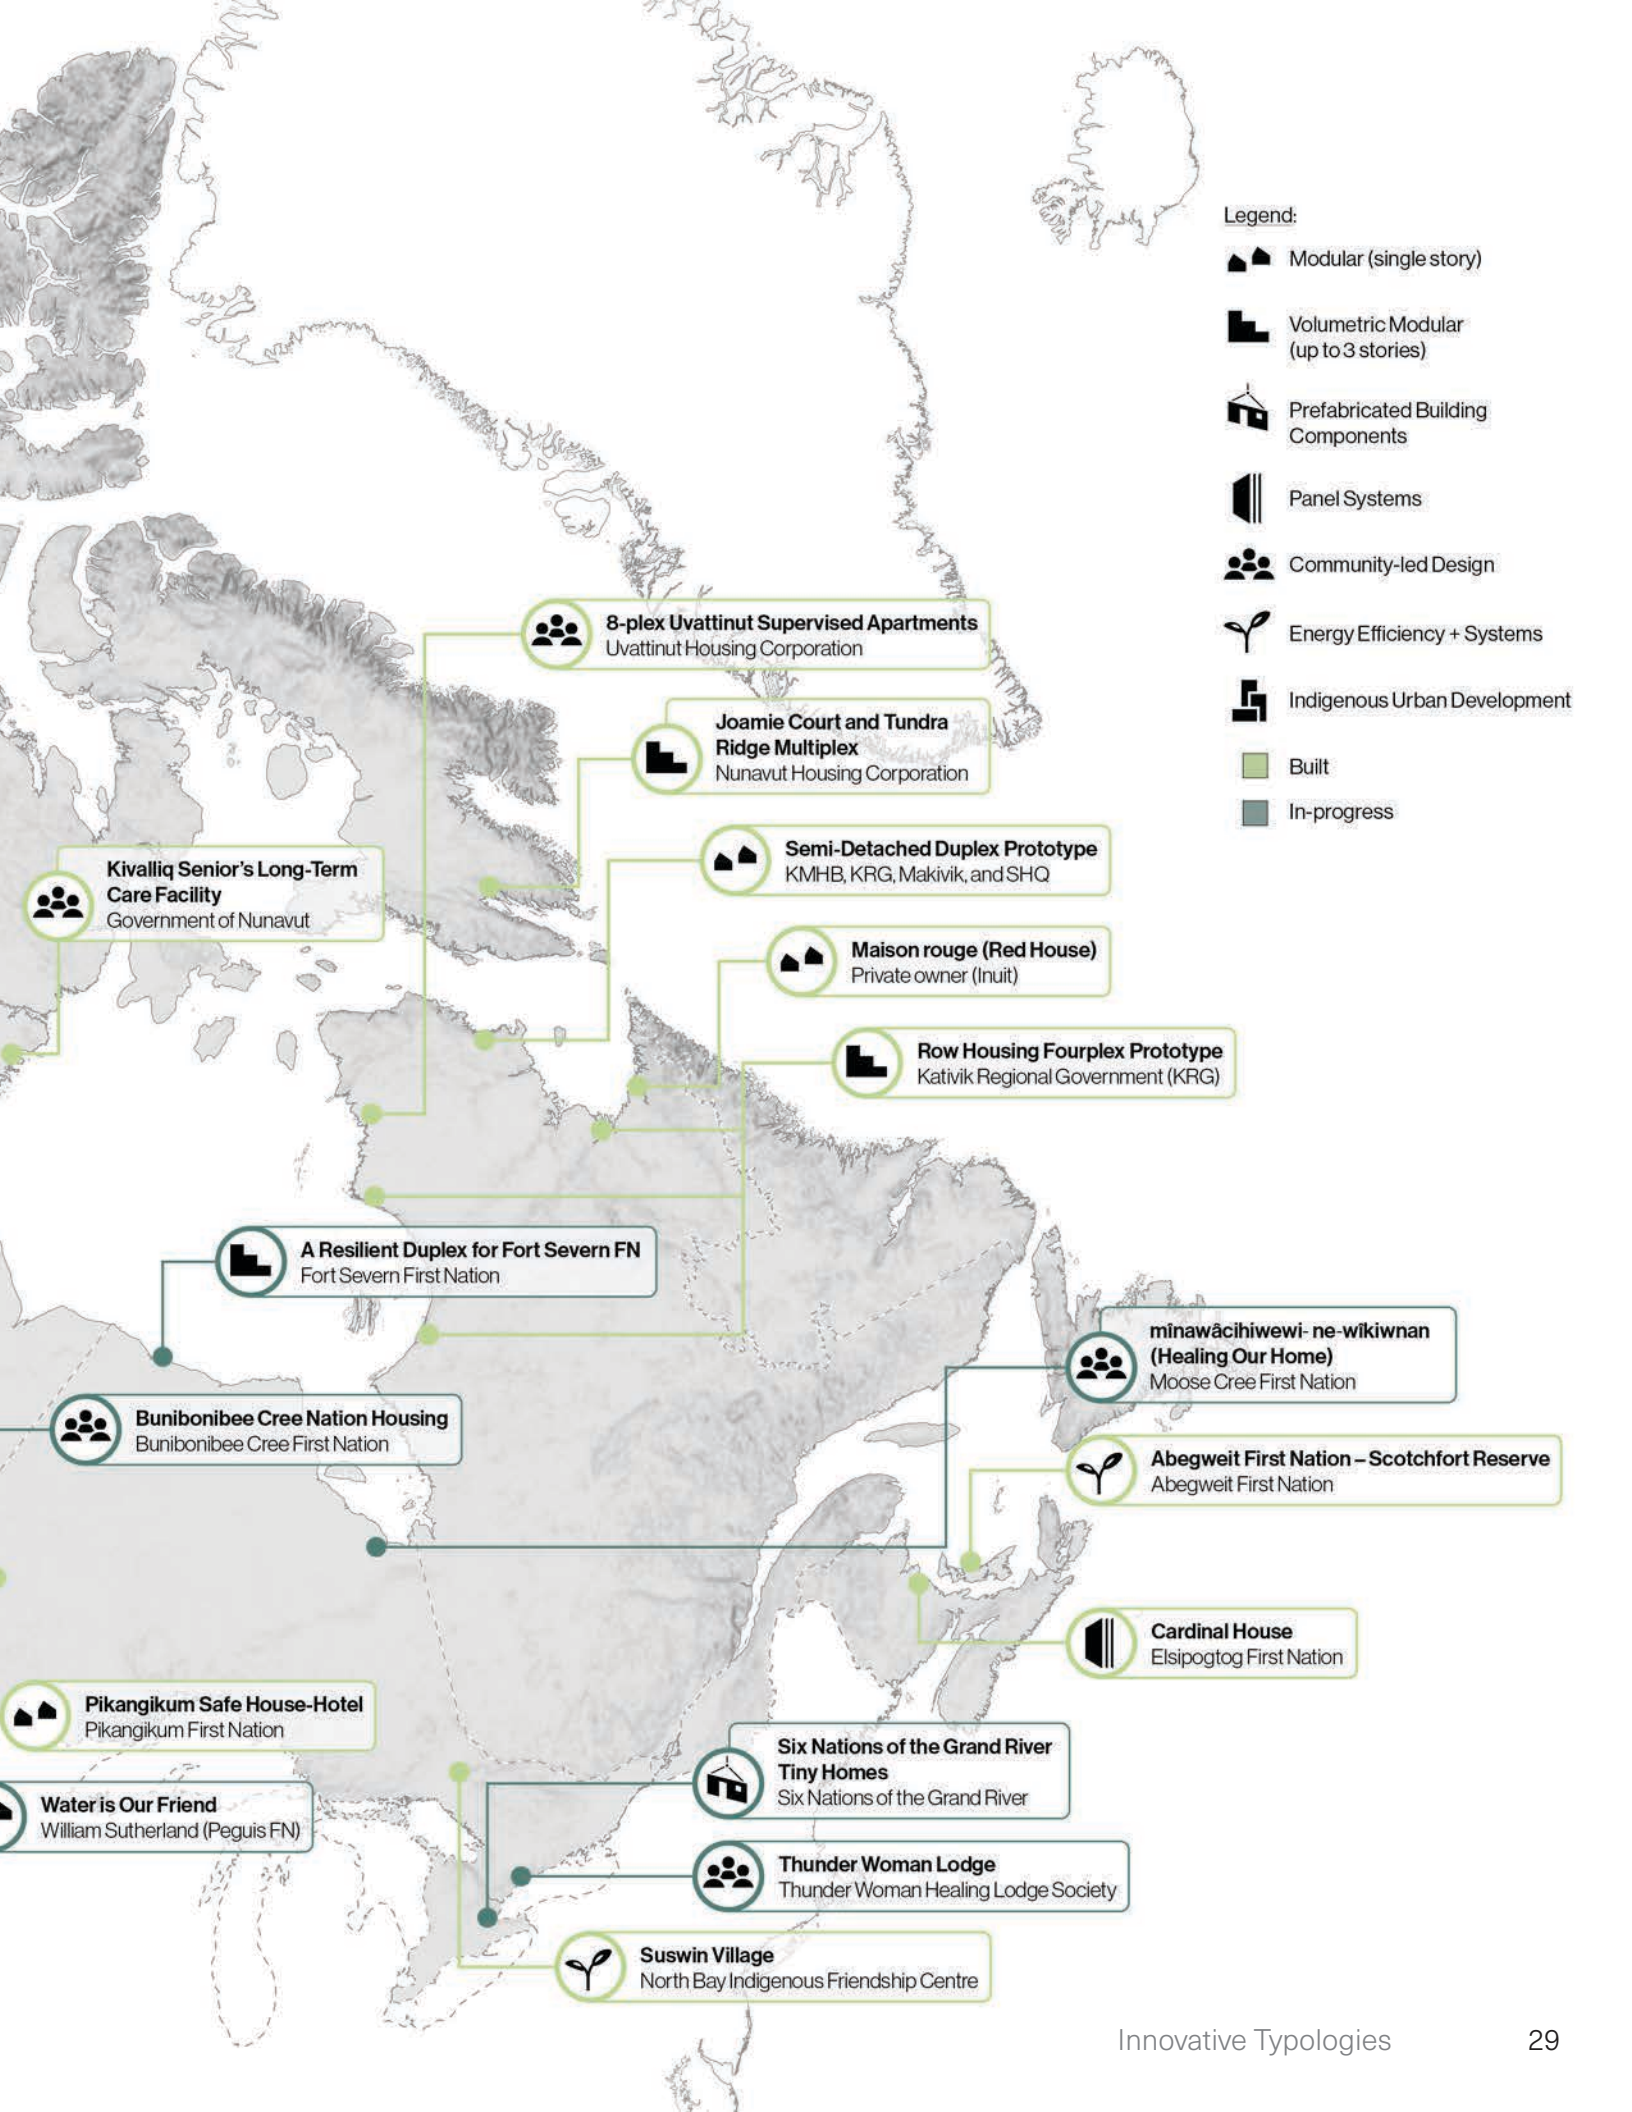 Legend:
Modular (single story)
Volumetric Modular
(up to 3 stories)
Prefabricated Building
Components
Panel Systems
Community-led Design
Energy Efficiency + Systems
Indigenous Urban Development
Built
In-progress
8-plex Uvattinut Supervised Apartments
Uvattinut Housing Corporation
Joamie Court and Tundra
Ridge Multiplex
Nunavut Housing Corporation
Semi-Detached Duplex Prototype
KMHB, KRG, Makivik, and SHQ
Kivalliq Senior's Long-Term
Care Facility
Government of Nunavut
Maison rouge (Red House)
Private owner (Inuit)
Row Housing Fourplex Prototype
Kativik Regional Government (KRG)
A Resilient Duplex for Fort Severn FN
Fort Severn First Nation
mînawâcihiwewi- ne-wîkiwnan
(Healing Our Home)
Moose Cree First Nation
Bunibonibee Cree Nation Housing
Bunibonibee Cree First Nation
Abegweit First Nation – Scotchfort Reserve
Abegweit First Nation
Cardinal House
Elsipogtog First Nation
Pikangikum Safe House-Hotel
Pikangikum First Nation
Six Nations of the Grand River
Tiny Homes
Six Nations of the Grand River
Water is Our Friend
William Sutherland (Peguis FN)
Thunder Woman Lodge
Thunder Woman Healing Lodge Society
Suswin Village
North Bay Indigenous Friendship Centre
Innovative Typologies 29